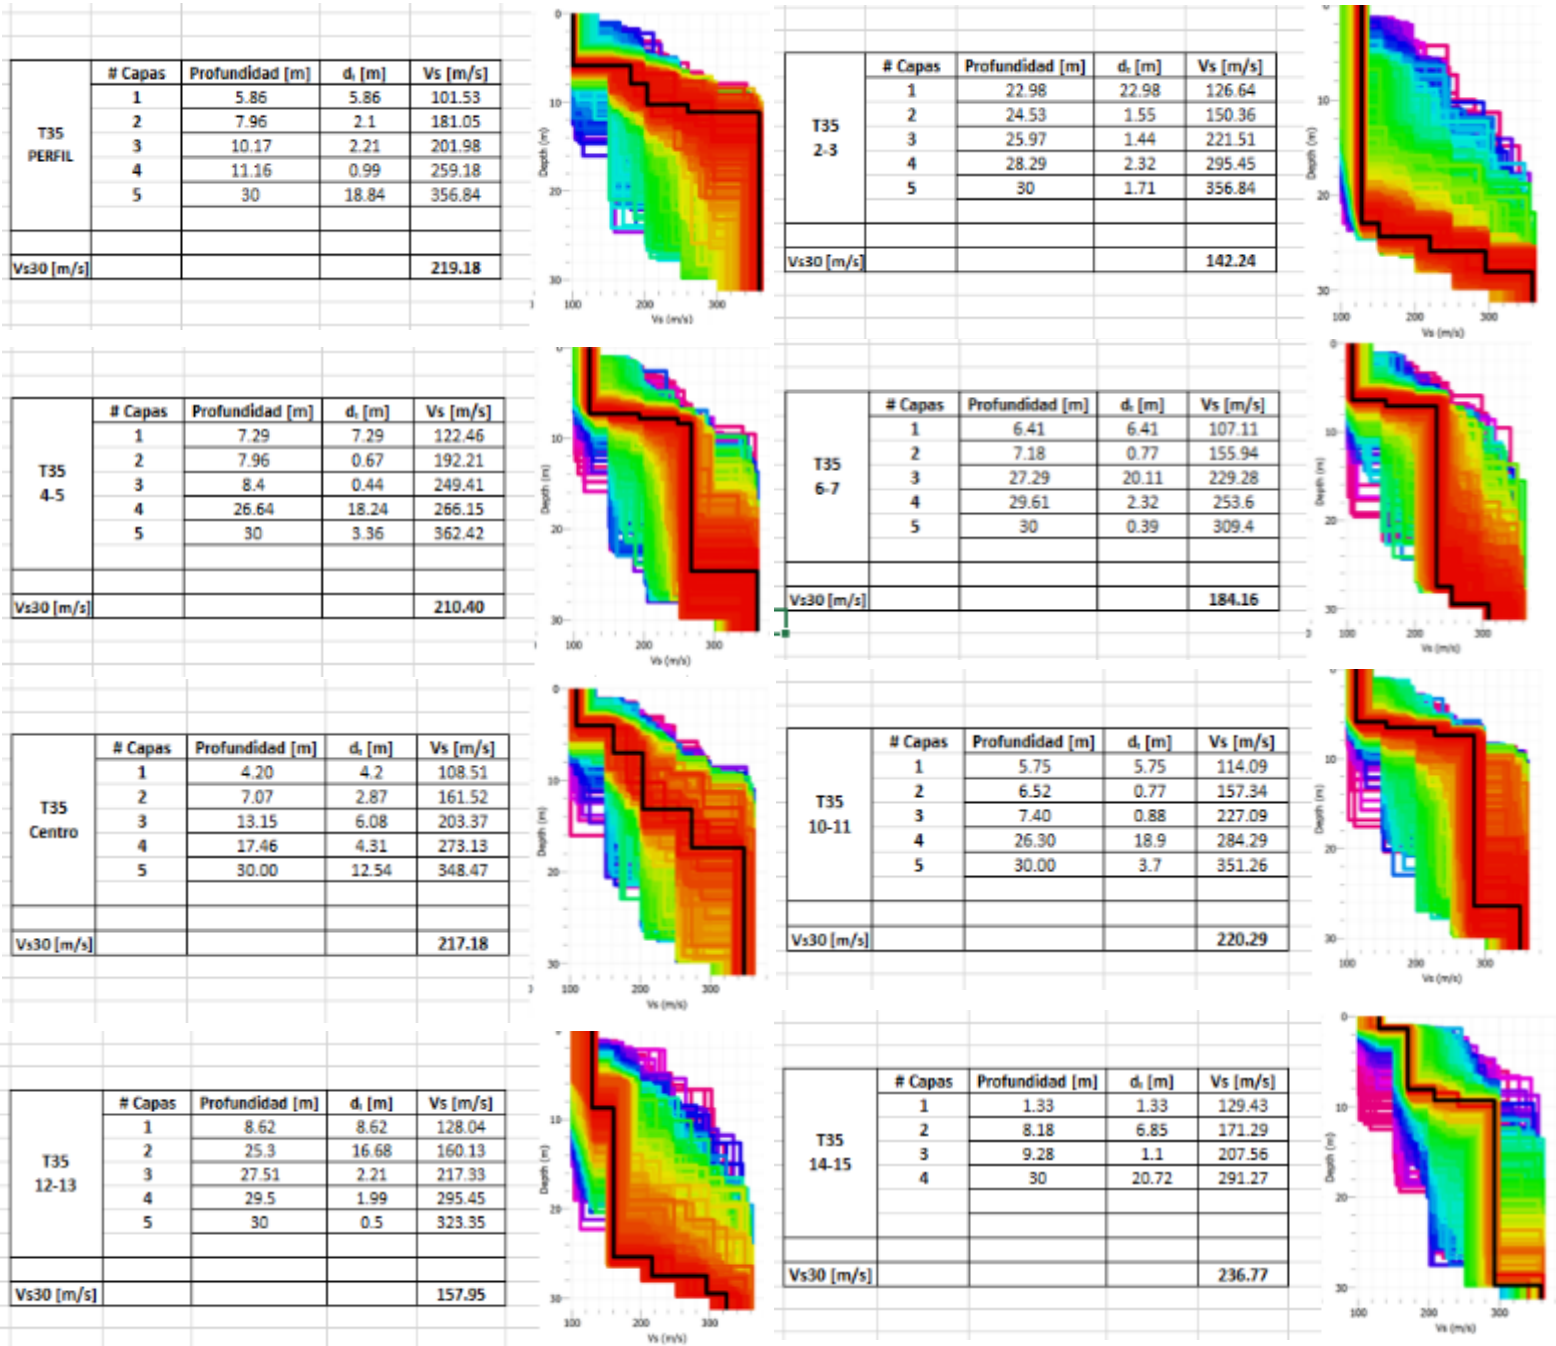 # Capas Profundidad [m] dᵢ [m] Vs [m/s]
T35 PERFIL
1 5.86 5.86 101.53
2 7.96 2.1 181.05
3 10.17 2.21 201.98
4 11.16 0.99 259.18
5 30 18.84 356.84
Vs30 [m/s] 219.18
0
10
20
30
Depth (m)
100 200 300
Vs (m/s)
# Capas Profundidad [m] dᵢ [m] Vs [m/s]
T35 2-3
1 22.98 22.98 126.64
2 24.53 1.55 150.36
3 25.97 1.44 221.51
4 28.29 2.32 295.45
5 30 1.71 356.84
Vs30 [m/s] 142.24
10
20
30
Depth (m)
100 200 300
Vs (m/s)
# Capas Profundidad [m] dᵢ [m] Vs [m/s]
T35 4-5
1 7.29 7.29 122.46
2 7.96 0.67 192.21
3 8.4 0.44 249.41
4 26.64 18.24 266.15
5 30 3.36 362.42
Vs30 [m/s] 210.40
10
20
30
Depth (m)
100 200 300
Vs (m/s)
# Capas Profundidad [m] dᵢ [m] Vs [m/s]
T35 6-7
1 6.41 6.41 107.11
2 7.18 0.77 155.94
3 27.29 20.11 229.28
4 29.61 2.32 253.6
5 30 0.39 309.4
Vs30 [m/s] 184.16
0
10
20
30
Depth (m)
100 200 300
Vs (m/s)
# Capas Profundidad [m] dᵢ [m] Vs [m/s]
T35 Centro
1 4.20 4.2 108.51
2 7.07 2.87 161.52
3 13.15 6.08 203.37
4 17.46 4.31 273.13
5 30.00 12.54 348.47
Vs30 [m/s] 217.18
0
10
20
30
Depth (m)
100 200 300
Vs (m/s)
# Capas Profundidad [m] dᵢ [m] Vs [m/s]
T35 10-11
1 5.75 5.75 114.09
2 6.52 0.77 157.34
3 7.40 0.88 227.09
4 26.30 18.9 284.29
5 30.00 3.7 351.26
Vs30 [m/s] 220.29
10
20
30
Depth (m)
100 200 300
Vs (m/s)
# Capas Profundidad [m] dᵢ [m] Vs [m/s]
T35 12-13
1 8.62 8.62 128.04
2 25.3 16.68 160.13
3 27.51 2.21 217.33
4 29.5 1.99 295.45
5 30 0.5 323.35
Vs30 [m/s] 157.95
10
20
30
Depth (m)
100 200 300
Vs (m/s)
# Capas Profundidad [m] dᵢ [m] Vs [m/s]
T35 14-15
1 1.33 1.33 129.43
2 8.18 6.85 171.29
3 9.28 1.1 207.56
4 30 20.72 291.27
Vs30 [m/s] 236.77
0
10
20
30
Depth (m)
100 200 300
Vs (m/s)